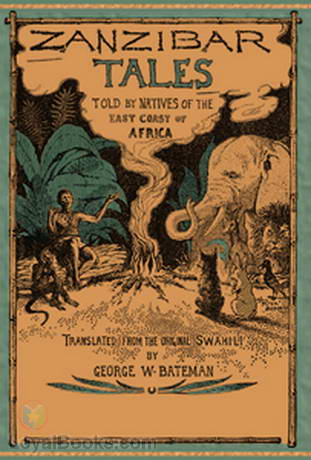 ZANZIBAR
TALES
TOLD BY NATIVES OF THE
EAST COAST OF
AFRICA
TRANSLATED FROM THE ORIGINAL SWAHILI
BY
GEORGE W. BATEMAN
LoyalBooks.com